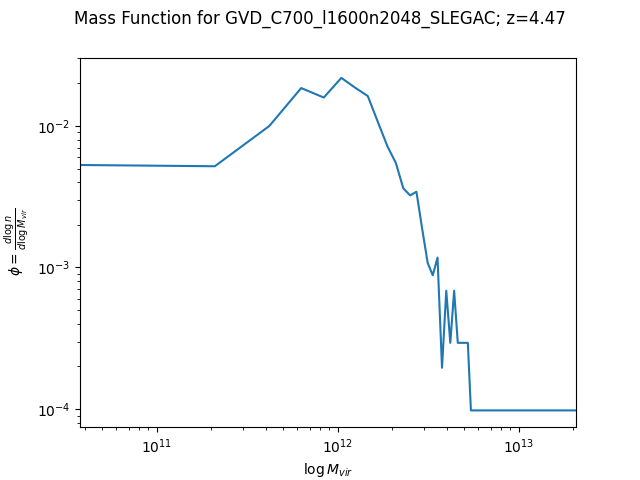 Mass Function for GVD_C700_l1600n2048_SLEGAC; z=4.47
10⁻²
10⁻³
10⁻⁴
ϕ = d log n / d log M_vir
10¹¹ 10¹² 10¹³
log M_vir